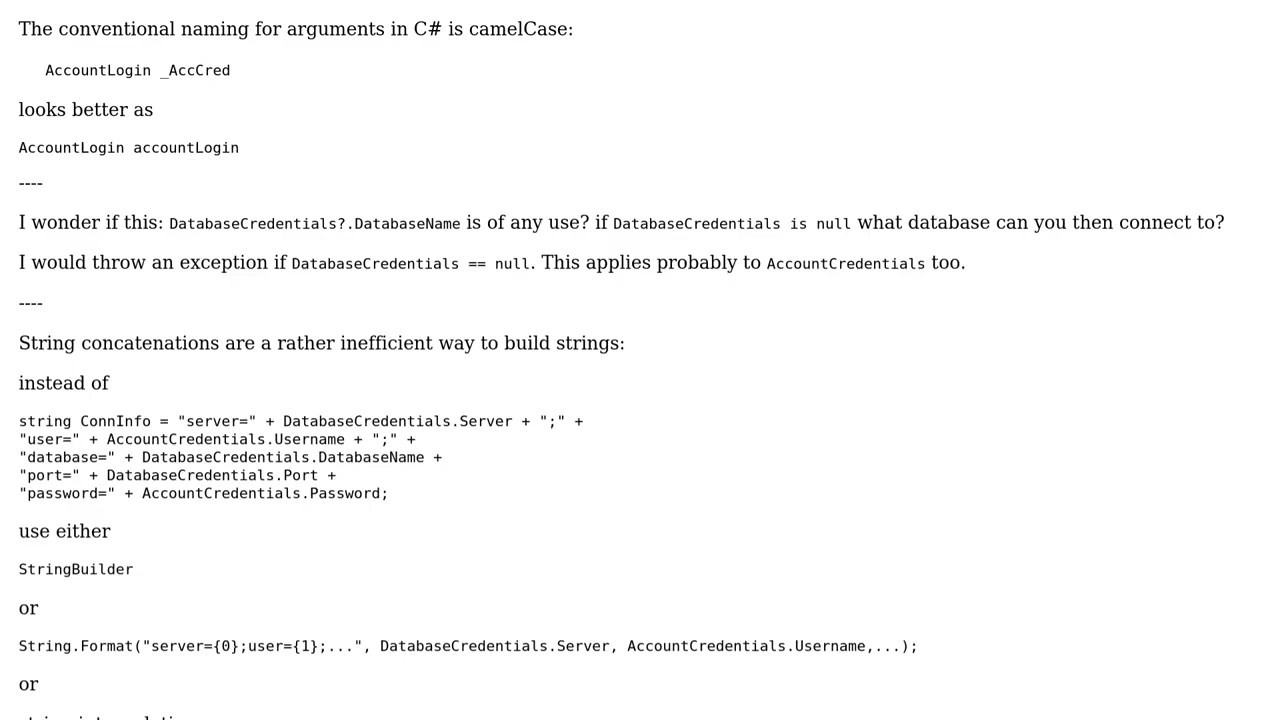 The conventional naming for arguments in C# is camelCase:
AccountLogin _AccCred
looks better as
AccountLogin accountLogin
----
I wonder if this: DatabaseCredentials?.DatabaseName is of any use? if DatabaseCredentials is null what database can you then connect to?
I would throw an exception if DatabaseCredentials == null. This applies probably to AccountCredentials too.
----
String concatenations are a rather inefficient way to build strings:
instead of
string ConnInfo = "server=" + DatabaseCredentials.Server + ";" +
"user=" + AccountCredentials.Username + ";" +
"database=" + DatabaseCredentials.DatabaseName +
"port=" + DatabaseCredentials.Port +
"password=" + AccountCredentials.Password;
use either
StringBuilder
or
String.Format("server={0};user={1};...", DatabaseCredentials.Server, AccountCredentials.Username,...);
or